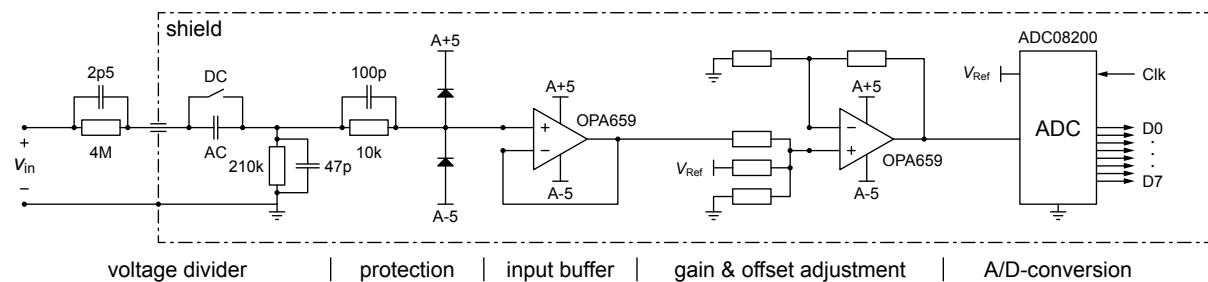 shield
ADC08200
A+5
2p5
DC
100p
A+5
A+5
V_Ref
Clk
OPA659
ADC
+
+
−
D0
V_in
4M
AC
10k
−
+
OPA659
210k
47p
V_Ref
−
A-5
A-5
D7
A-5
voltage divider | protection | input buffer | gain & offset adjustment | A/D-conversion